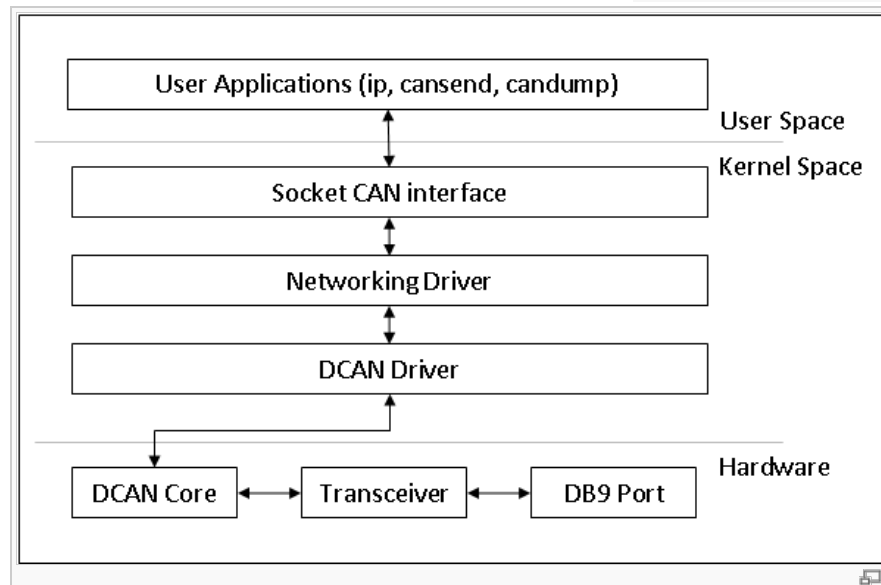 User Applications (ip, cansend, candump)
User Space
Kernel Space
Socket CAN interface
Networking Driver
DCAN Driver
Hardware
DCAN Core
Transceiver
DB9 Port